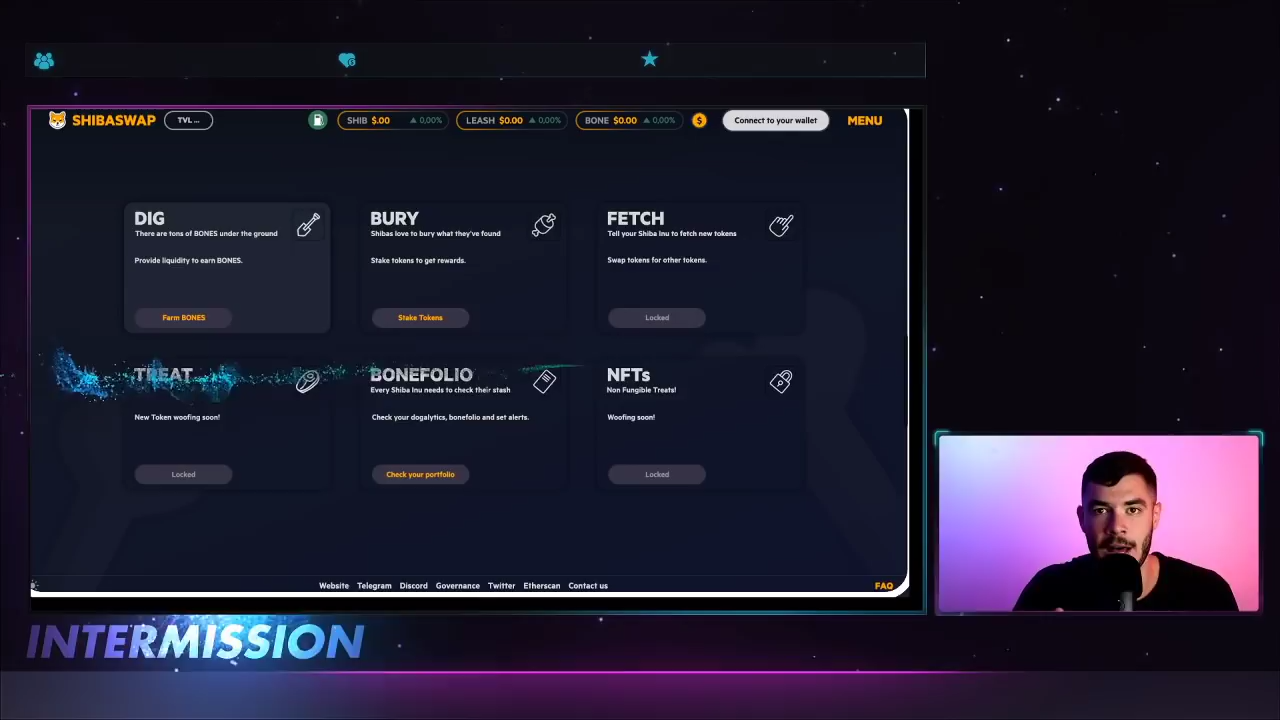 SHIBASWAP TVL ... SHIB $.00 0,00% LEASH $0.00 0,00% BONE $0.00 0,00% $ Connect to your wallet MENU
DIG
There are tons of BONES under the ground
Provide liquidity to earn BONES.
Farm BONES
BURY
Shibas love to bury what they've found
Stake tokens to get rewards.
Stake Tokens
FETCH
Tell your Shiba Inu to fetch new tokens
Swap tokens for other tokens.
Locked
TREAT
New Token woofing soon!
Locked
BONEFOLIO
Every Shiba Inu needs to check their stash
Check your dogalytics, bonefolio and set alerts.
Check your portfolio
NFTs
Non Fungible Treats!
Woofing soon!
Locked
Website Telegram Discord Governance Twitter Etherscan Contact us FAQ
INTERMISSION